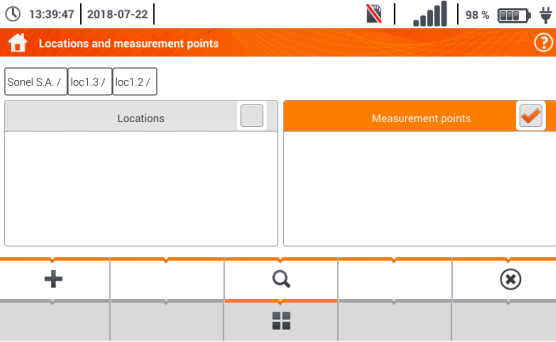 13:39:47 2018-07-22 98 %
Locations and measurement points ?
Sonel S.A. / loc1.3 / loc1.2 /
Locations Measurement points